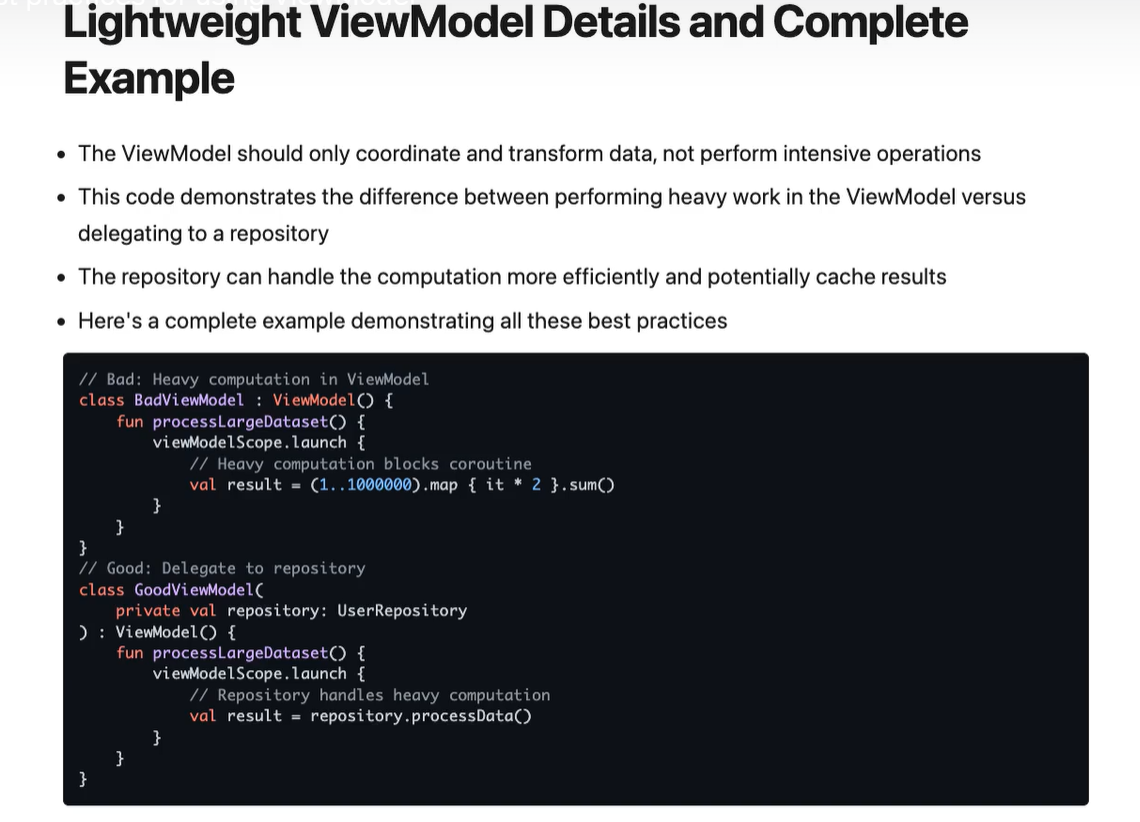 Lightweight ViewModel Details and Complete
Example
• The ViewModel should only coordinate and transform data, not perform intensive operations
• This code demonstrates the difference between performing heavy work in the ViewModel versus
delegating to a repository
• The repository can handle the computation more efficiently and potentially cache results
• Here's a complete example demonstrating all these best practices
// Bad: Heavy computation in ViewModel
class BadViewModel : ViewModel() {
    fun processLargeDataset() {
        viewModelScope.launch {
            // Heavy computation blocks coroutine
            val result = (1..1000000).map { it * 2 }.sum()
        }
    }
}
// Good: Delegate to repository
class GoodViewModel(
    private val repository: UserRepository
) : ViewModel() {
    fun processLargeDataset() {
        viewModelScope.launch {
            // Repository handles heavy computation
            val result = repository.processData()
        }
    }
}